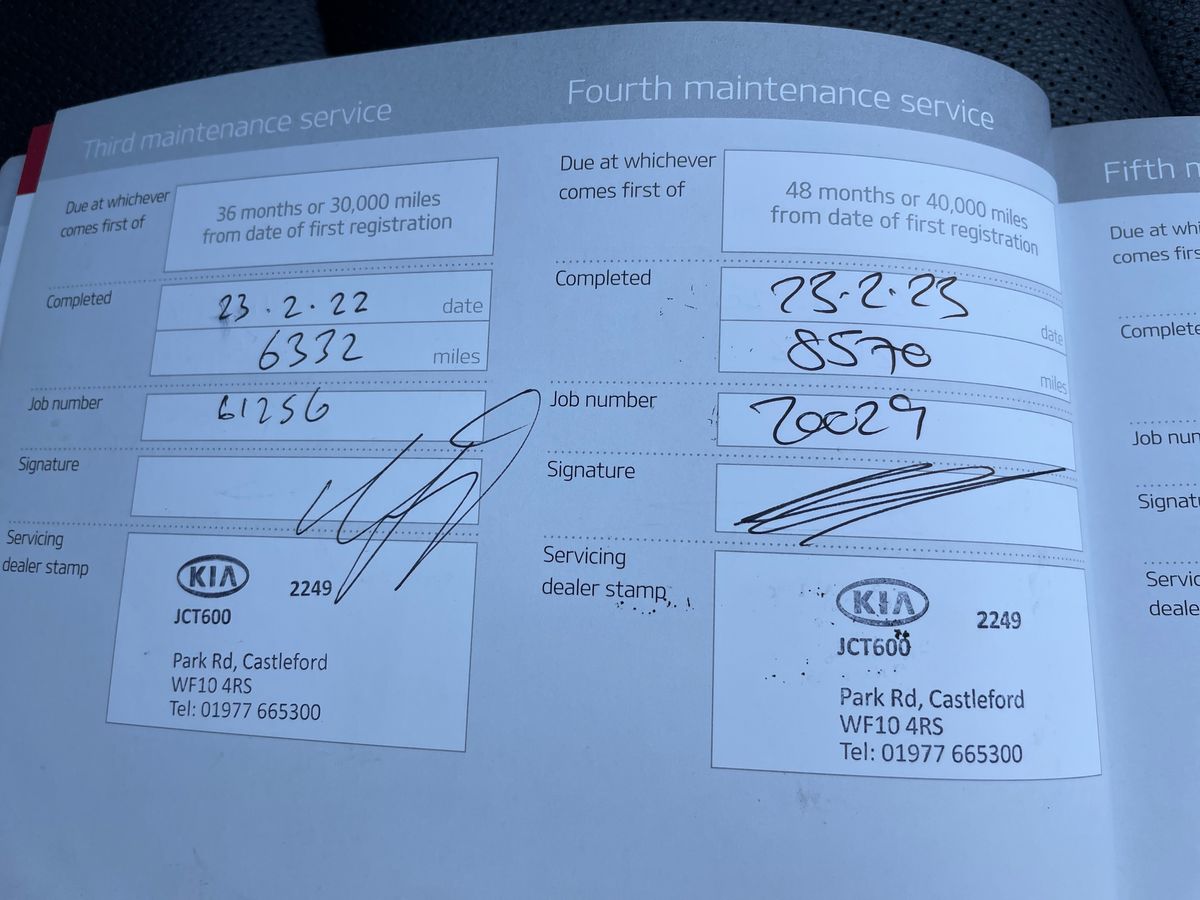 Third maintenance service
Due at whichever
comes first of
36 months or 30,000 miles
from date of first registration
Completed
23.2.22
date
6332
miles
Job number
61256
Signature
Servicing
dealer stamp
KIA
2249
JCT600
Park Rd, Castleford
WF10 4RS
Tel: 01977 665300
Fourth maintenance service
Due at whichever
comes first of
48 months or 40,000 miles
from date of first registration
Completed
23.2.23
date
8570
miles
Job number
70029
Signature
Servicing
dealer stamp
KIA
2249
JCT600
Park Rd, Castleford
WF10 4RS
Tel: 01977 665300
Fifth m
Due at whi
comes firs
Complete
Job num
Signatu
Servic
deale